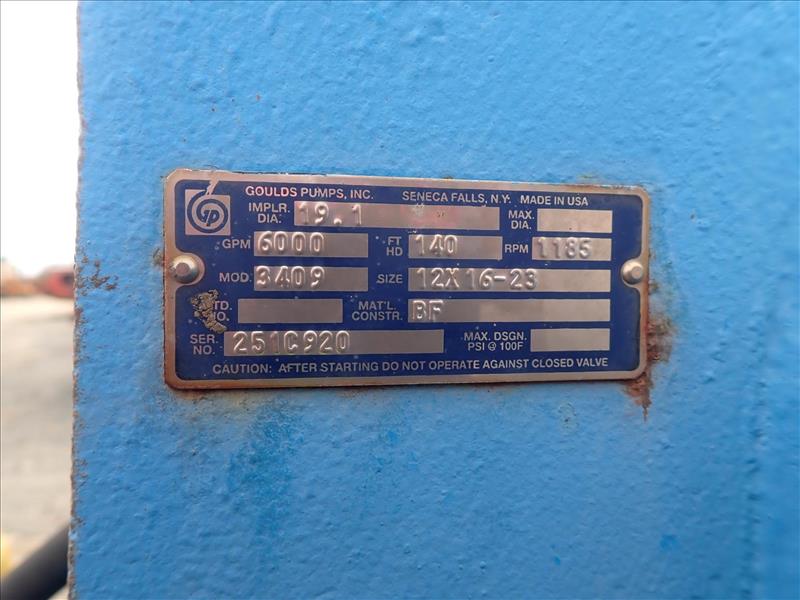 GP GOULDS PUMPS, INC. SENECA FALLS, N.Y. MADE IN USA
IMPLR. DIA. 19.1 MAX. DIA.
GPM 6000 FT HD 140 RPM 1185
MOD. 3409 SIZE 12X16-23
TD. NO. MAT'L. CONSTR. BF
SER. NO. 251C920 MAX. DSGN. PSI @ 100F
CAUTION: AFTER STARTING DO NOT OPERATE AGAINST CLOSED VALVE